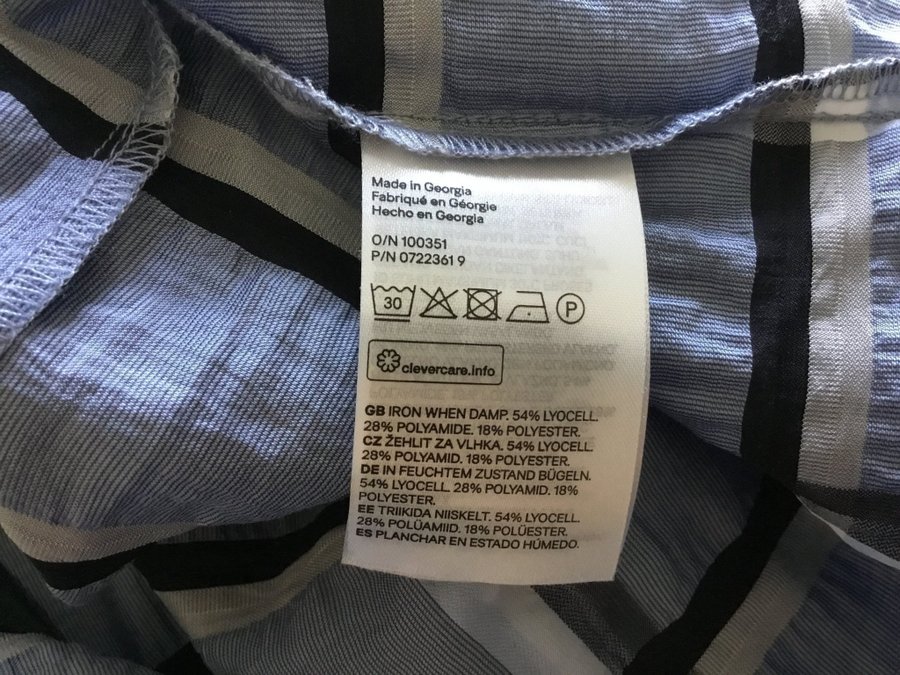 Made in Georgia
Fabriqué en Géorgie
Hecho en Georgia
O/N 100351
P/N 0722361 9
30
P
clevercare.info
GB IRON WHEN DAMP. 54% LYOCELL.
28% POLYAMIDE. 18% POLYESTER.
CZ ŽEHLIT ZA VLHKA. 54% LYOCELL.
28% POLYAMID. 18% POLYESTER.
DE IN FEUCHTEM ZUSTAND BÜGELN.
54% LYOCELL. 28% POLYAMID. 18%
POLYESTER.
EE TRIIKIDA NIISKELT. 54% LYOCELL.
28% POLÜAMIID. 18% POLÜESTER.
ES PLANCHAR EN ESTADO HÚMEDO.